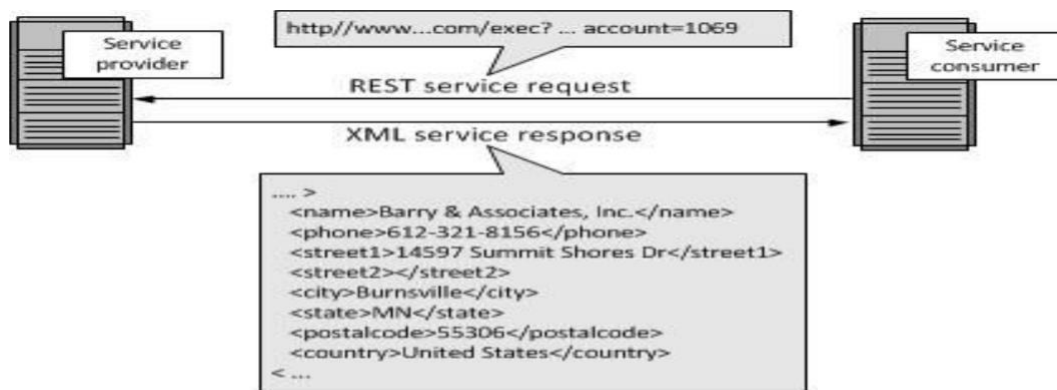 http//www...com/exec? ... account=1069
Service
provider
Service
consumer
REST service request
XML service response
.... >
<name>Barry & Associates, Inc.</name>
<phone>612-321-8156</phone>
<street1>14597 Summit Shores Dr</street1>
<street2></street2>
<city>Burnsville</city>
<state>MN</state>
<postalcode>55306</postalcode>
<country>United States</country>
< ...